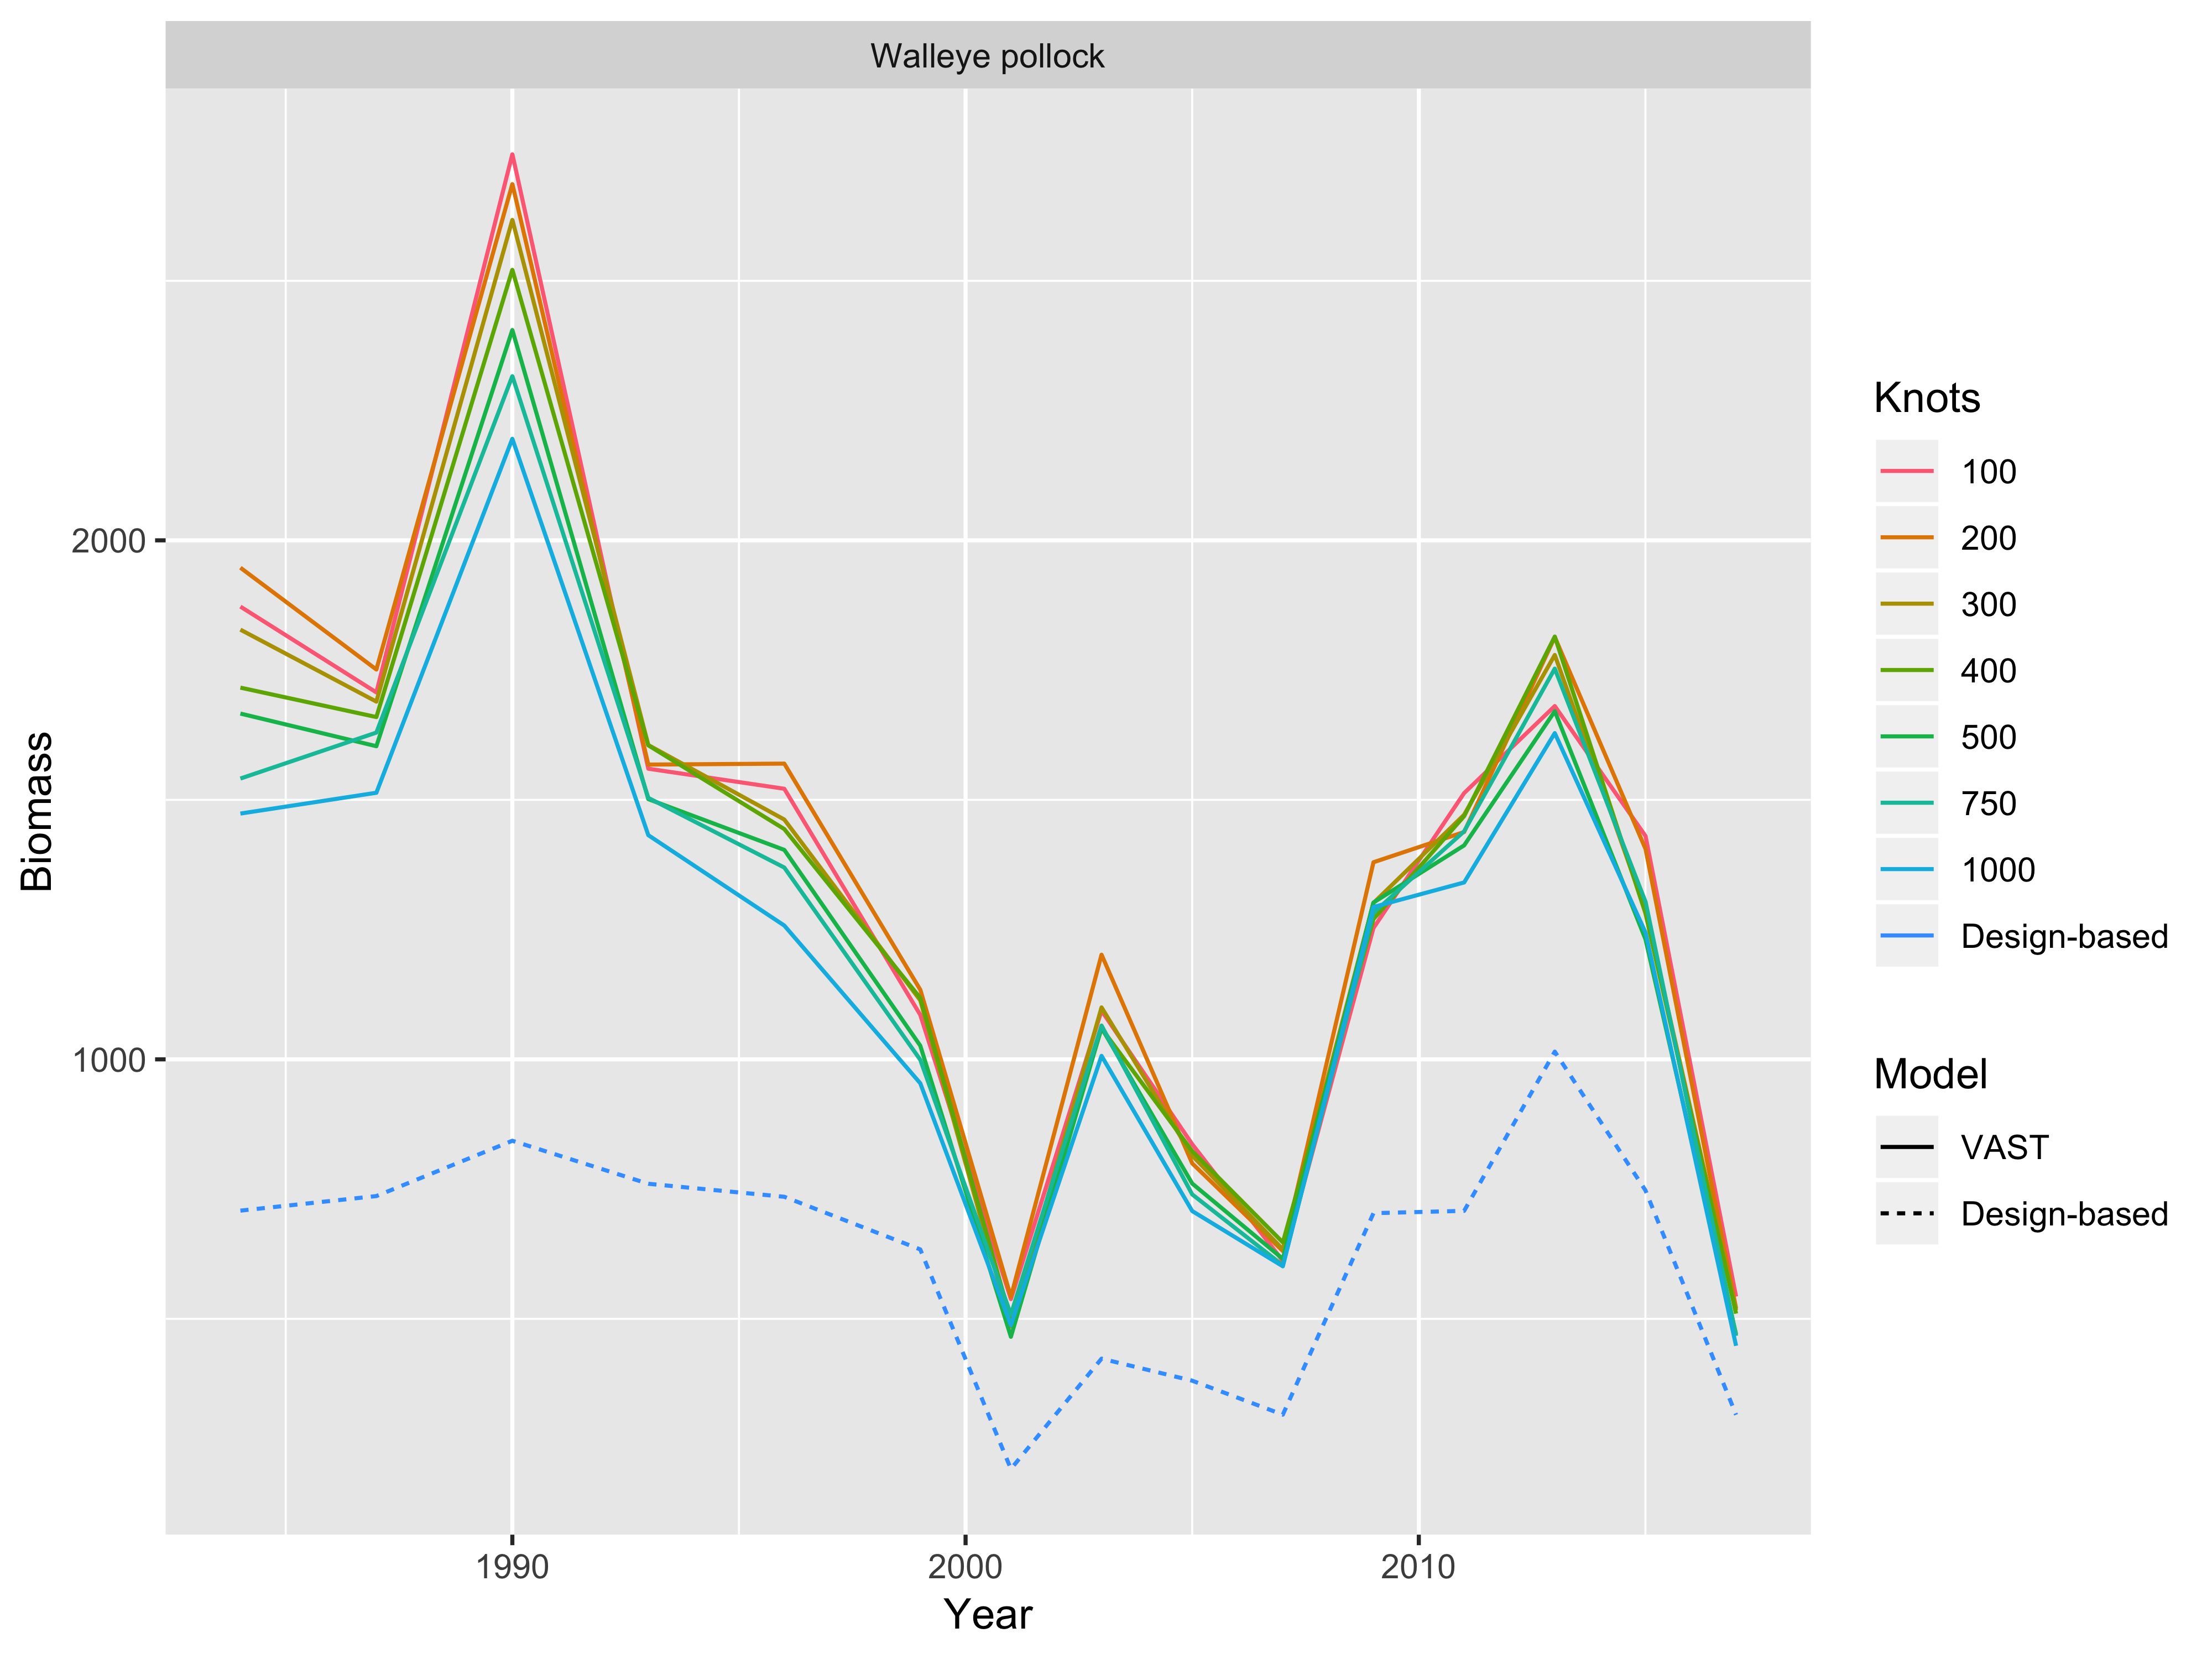 Walleye pollock
Biomass
2000
1000
1990
2000
2010
Year
Knots
100
200
300
400
500
750
1000
Design-based
Model
VAST
Design-based